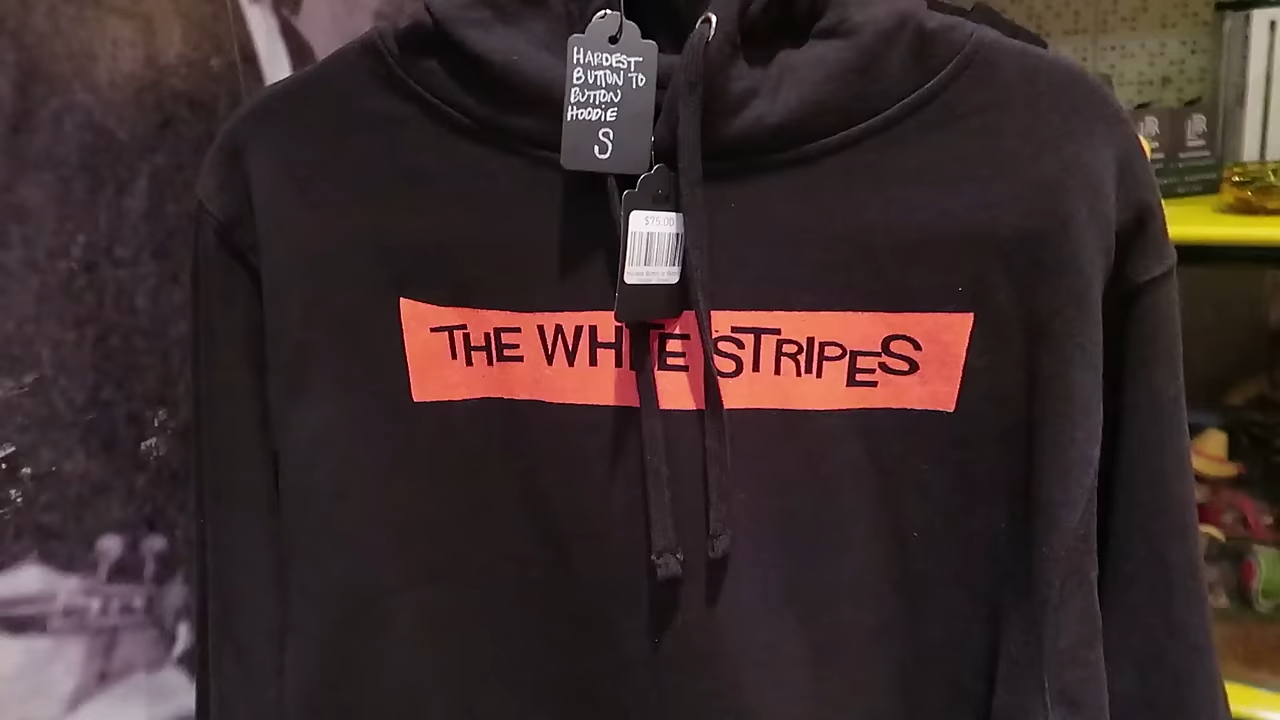 HARDEST
BUTTON TO
BUTTON
HOODIE
S
$75.00
THE WHITE STRIPES